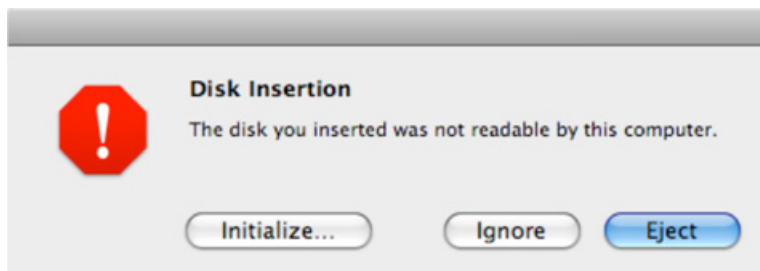 Disk Insertion
The disk you inserted was not readable by this computer.
Initialize... Ignore Eject